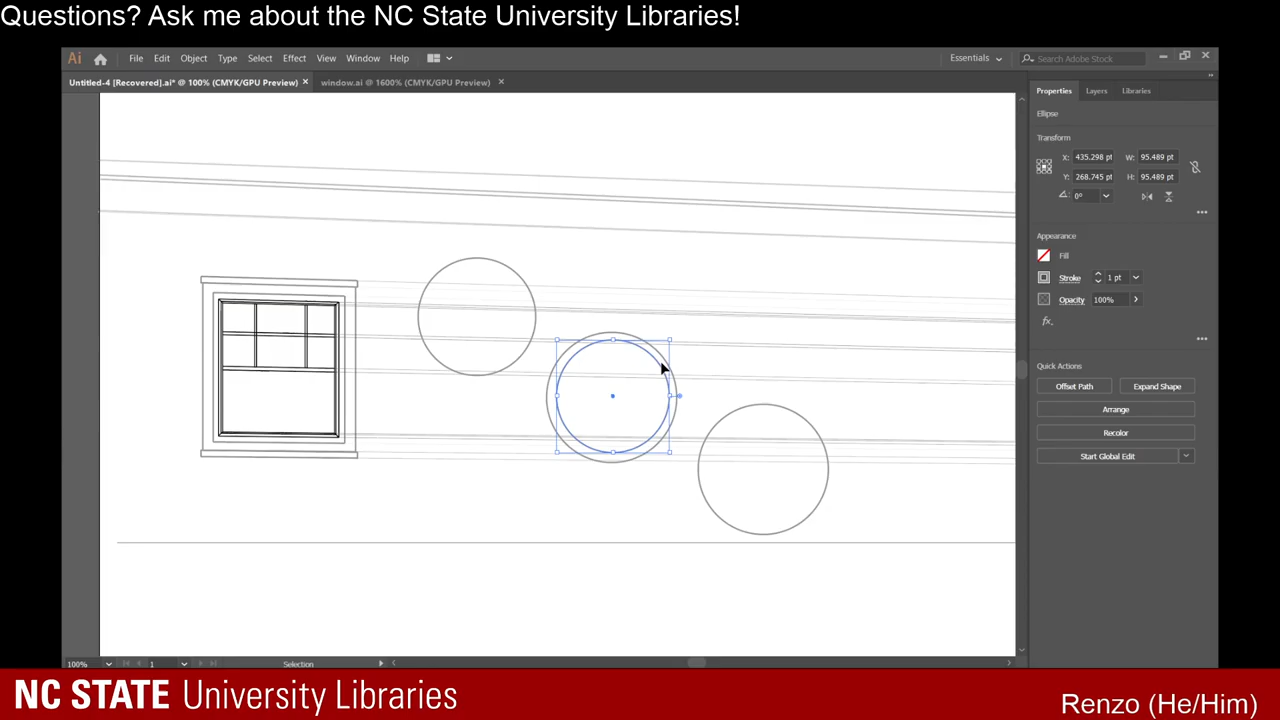 Questions? Ask me about the NC State University Libraries!
Ai File Edit Object Type Select Effect View Window Help Essentials Search Adobe Stock
Untitled-4 [Recovered].ai* @ 100% (CMYK/GPU Preview) window.ai @ 1600% (CMYK/GPU Preview)
Properties Layers Libraries
Ellipse
Transform
X: 435.298 pt W: 95.489 pt
Y: 268.745 pt H: 95.489 pt
0°
Appearance
Fill
Stroke 1 pt
Opacity 100%
fx.
Quick Actions
Offset Path Expand Shape
Arrange
Recolor
Start Global Edit
100% 1 Selection
NC STATE University Libraries
Renzo (He/Him)